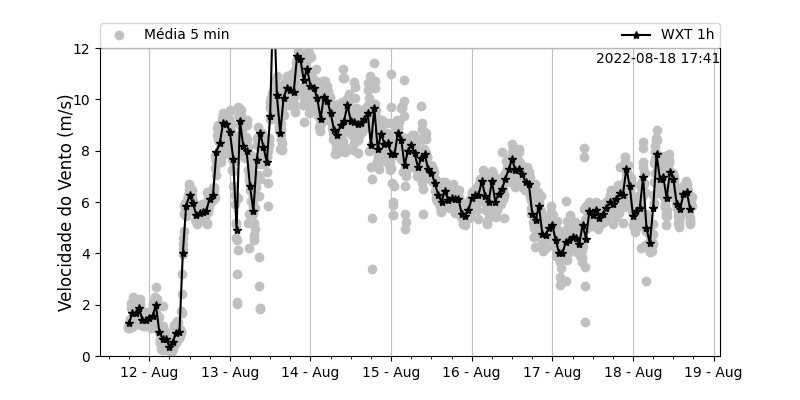 Média 5 min
WXT 1h
2022-08-18 17:41
Velocidade do Vento (m/s)
12
10
8
6
4
2
0
12 - Aug
13 - Aug
14 - Aug
15 - Aug
16 - Aug
17 - Aug
18 - Aug
19 - Aug